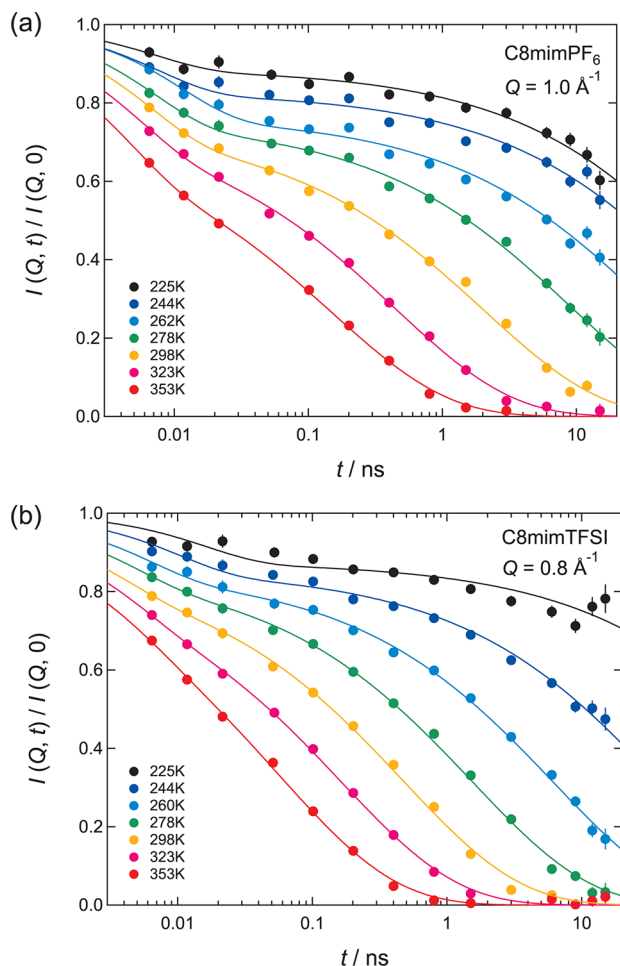 (a)
C8mimPF6
Q = 1.0 Å-1
I (Q, t) / I (Q, 0)
1.0
0.8
0.6
0.4
0.2
0.0
225K
244K
262K
278K
298K
323K
353K
0.01
0.1
1
10
t / ns
(b)
C8mimTFSI
Q = 0.8 Å-1
I (Q, t) / I (Q, 0)
1.0
0.8
0.6
0.4
0.2
0.0
225K
244K
260K
278K
298K
323K
353K
0.01
0.1
1
10
t / ns